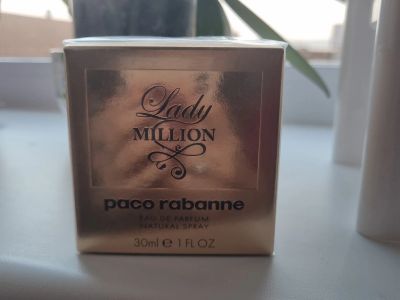 Lady
MILLION
paco rabanne
EAU DE PARFUM
NATURAL SPRAY
30ml e 1 FL OZ